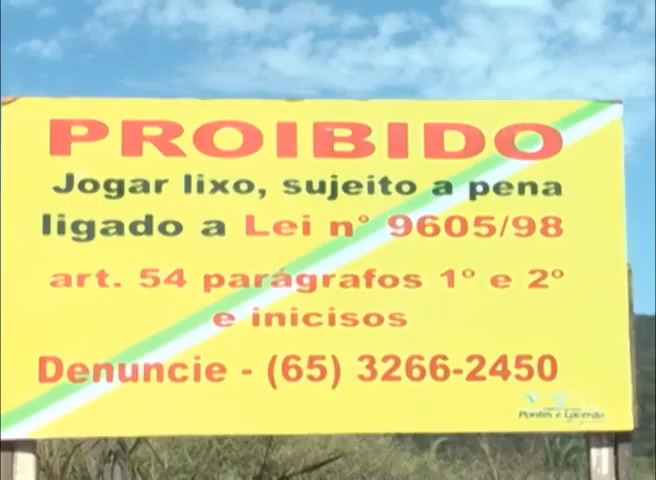 PROIBIDO
Jogar lixo, sujeito a pena
ligado a Lei n° 9605/98
art. 54 parágrafos 1º e 2º
e inicisos
Denuncie - (65) 3266-2450
Pontes e Lacerda